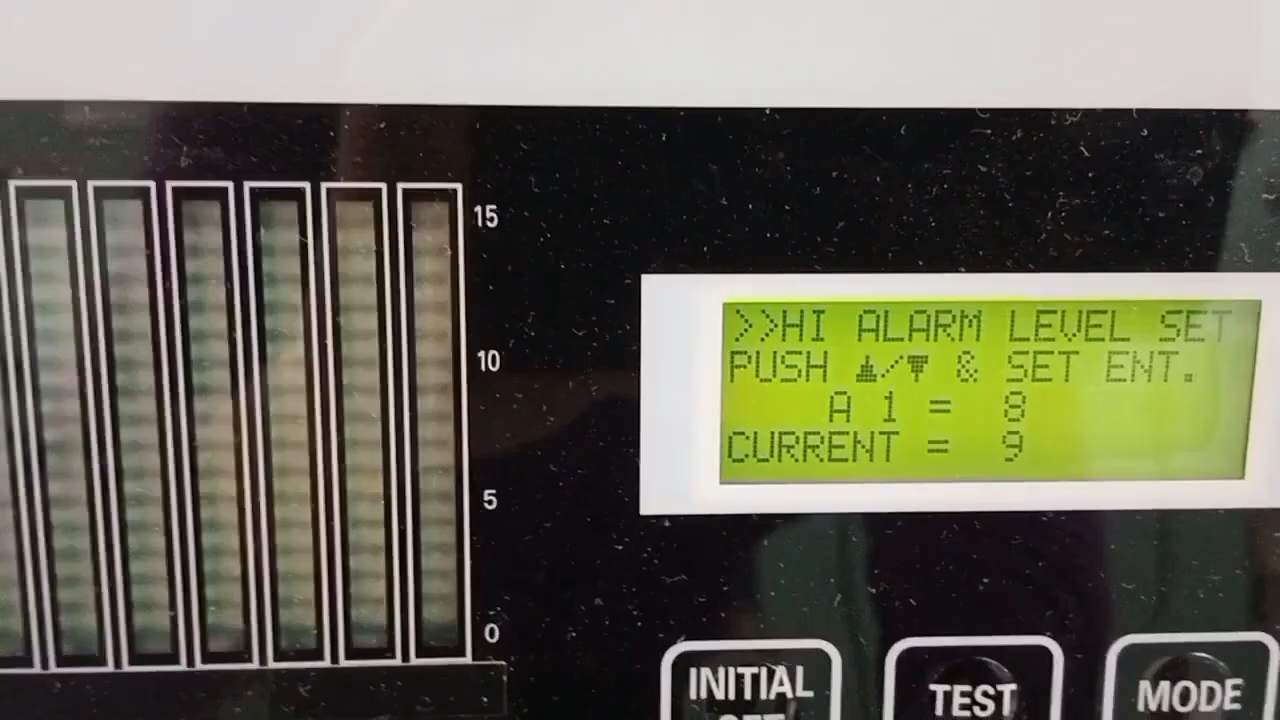 15
10
5
0
>>HI ALARM LEVEL SET
PUSH ▲/▼ & SET ENT.
A 1 = 8
CURRENT = 9
INITIAL
TEST
MODE